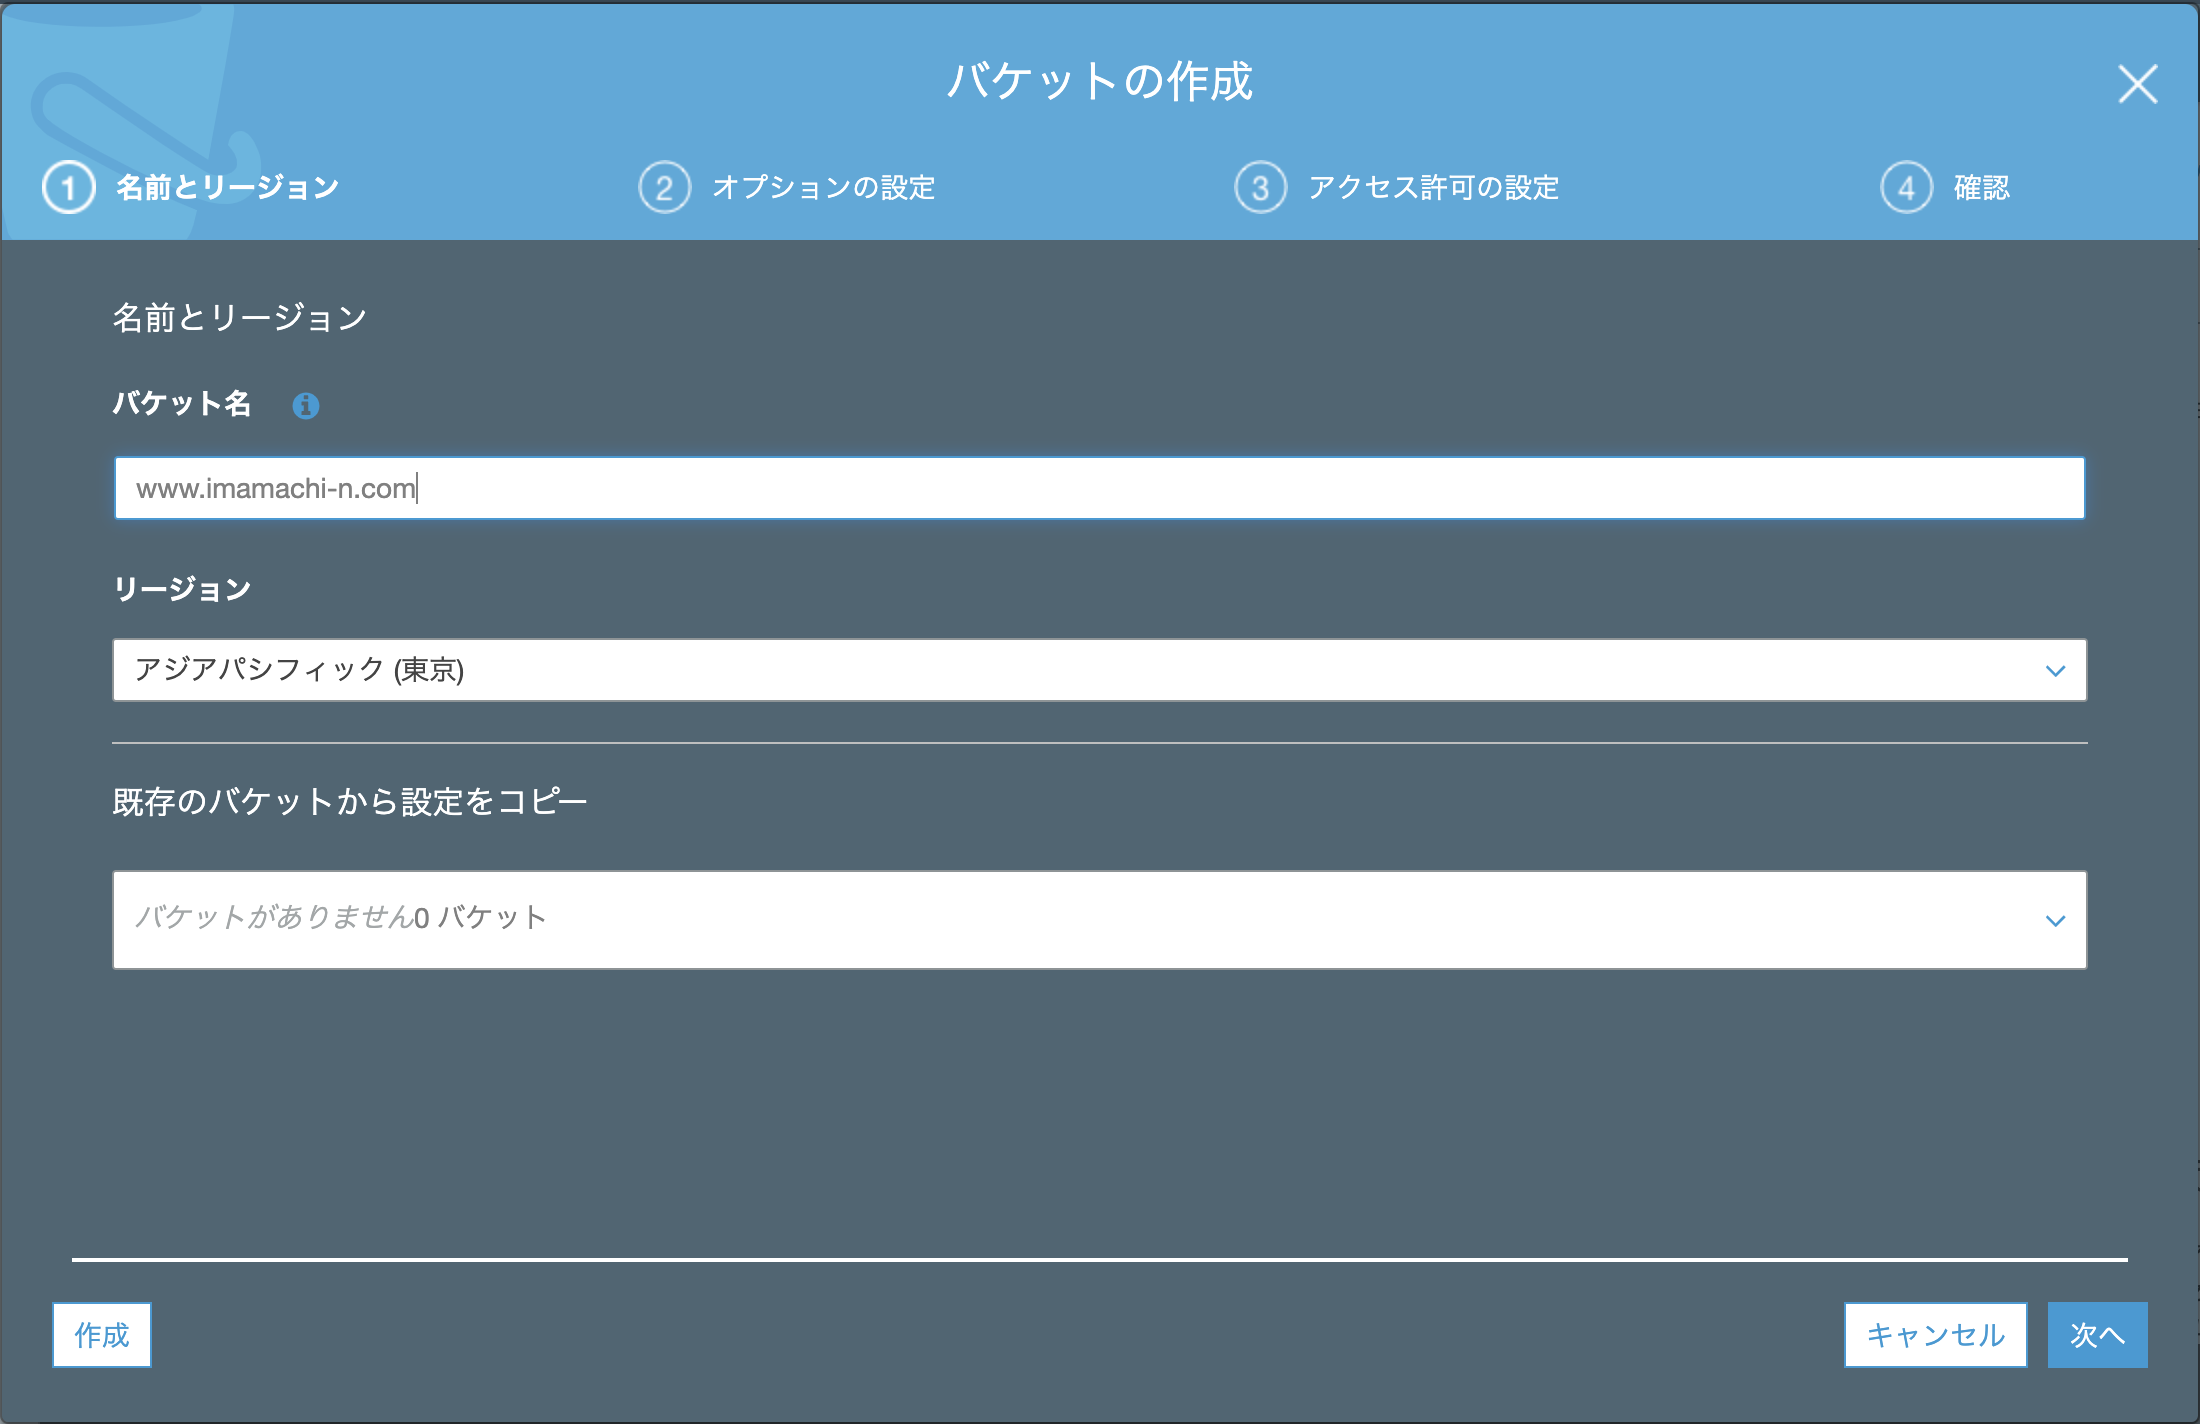 バケットの作成
1 名前とリージョン 2 オプションの設定 3 アクセス許可の設定 4 確認
名前とリージョン
バケット名
www.imamachi-n.com
リージョン
アジアパシフィック (東京)
既存のバケットから設定をコピー
バケットがありません0 バケット
作成 キャンセル 次へ